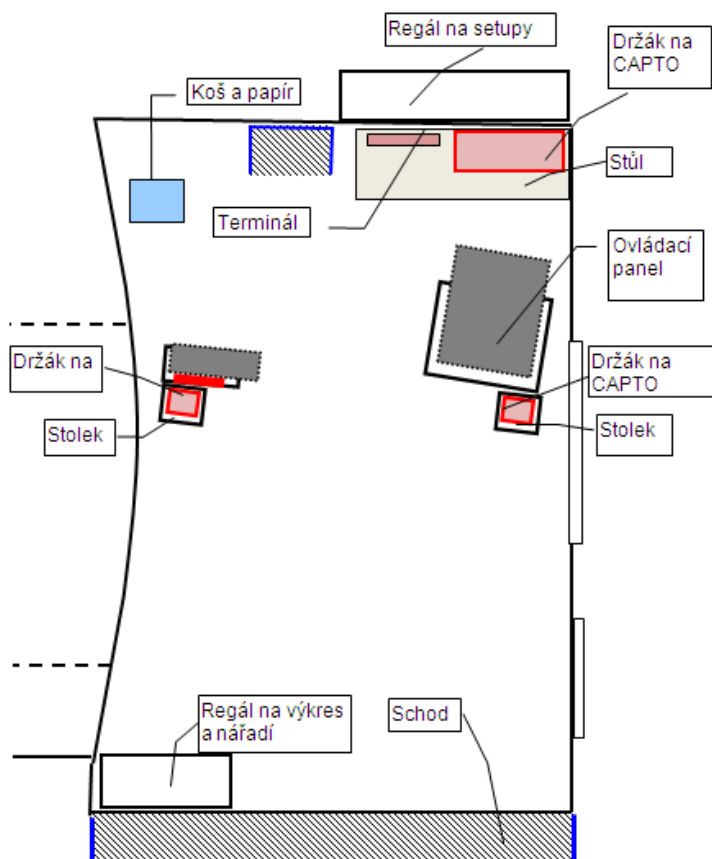 Regál na setupy
Držák na
CAPTO
Koš a papír
Stůl
Terminál
Ovládací
panel
Držák na
Držák na
CAPTO
Stolek
Stolek
Regál na výkres
a nářadí
Schod